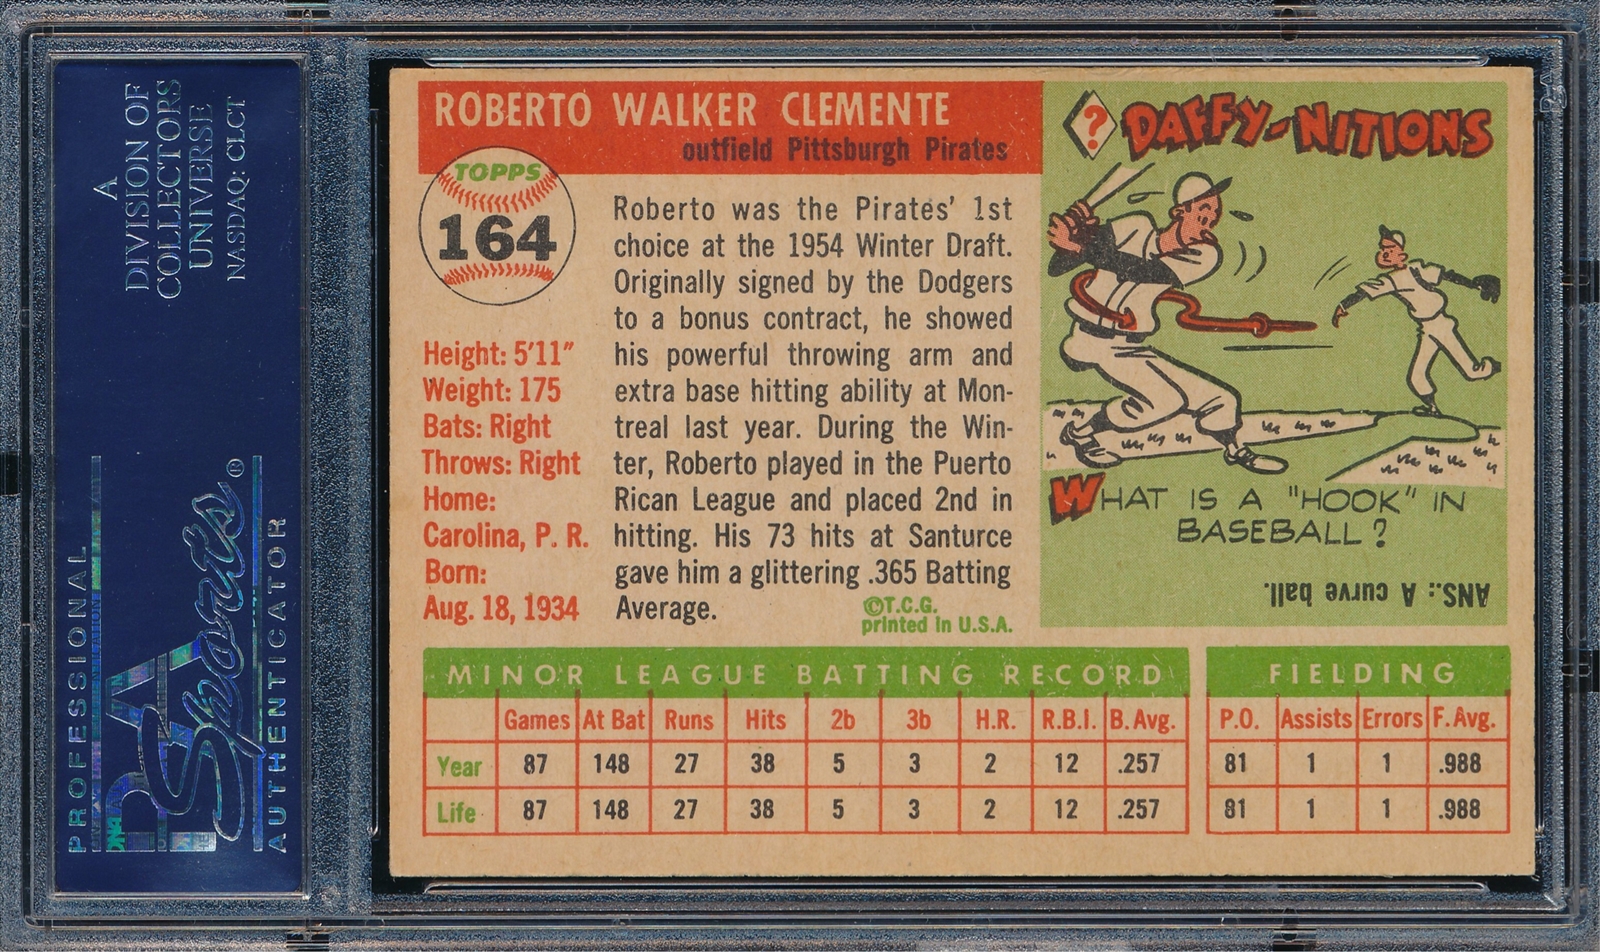 A
DIVISION OF
COLLECTORS
UNIVERSE
NASDAQ: CLCT
PROFESSIONAL
PSA
Sports®
AUTHENTICATOR
ROBERTO WALKER CLEMENTE
outfield Pittsburgh Pirates
TOPPS
164
Height: 5'11"
Weight: 175
Bats: Right
Throws: Right
Home:
Carolina, P. R.
Born:
Aug. 18, 1934
Roberto was the Pirates' 1st
choice at the 1954 Winter Draft.
Originally signed by the Dodgers
to a bonus contract, he showed
his powerful throwing arm and
extra base hitting ability at Mon-
treal last year. During the Win-
ter, Roberto played in the Puerto
Rican League and placed 2nd in
hitting. His 73 hits at Santurce
gave him a glittering .365 Batting
Average.
©T.C.G.
printed in U.S.A.
? DAFFY-NITIONS
WHAT IS A "HOOK" IN
BASEBALL?
ANS.: A curve ball.
MINOR LEAGUE BATTING RECORD
Games At Bat Runs Hits 2b 3b H.R. R.B.I. B. Avg.
Year 87 148 27 38 5 3 2 12 .257
Life 87 148 27 38 5 3 2 12 .257
FIELDING
P.O. Assists Errors F. Avg.
81 1 1 .988
81 1 1 .988